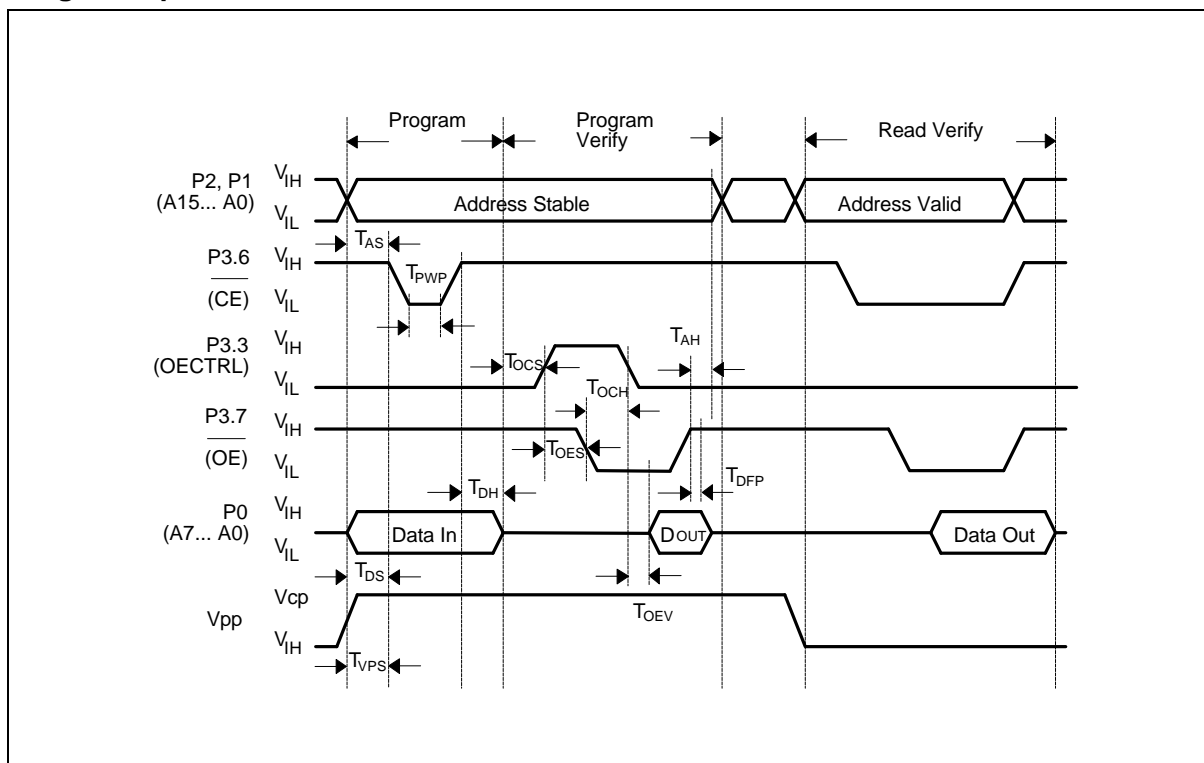 Program
Program
Verify
Read Verify
P2, P1
(A15... A0)
VIH
VIL
Address Stable
Address Valid
TAS
P3.6
(CE)
VIH
VIL
TPWP
P3.3
(OECTRL)
VIH
VIL
TAH
TOCS
TOCH
P3.7
(OE)
VIH
VIL
TOES
TDFP
TDH
P0
(A7... A0)
VIH
VIL
Data In
DOUT
Data Out
TDS
TOEV
Vpp
Vcp
VIH
TVPS